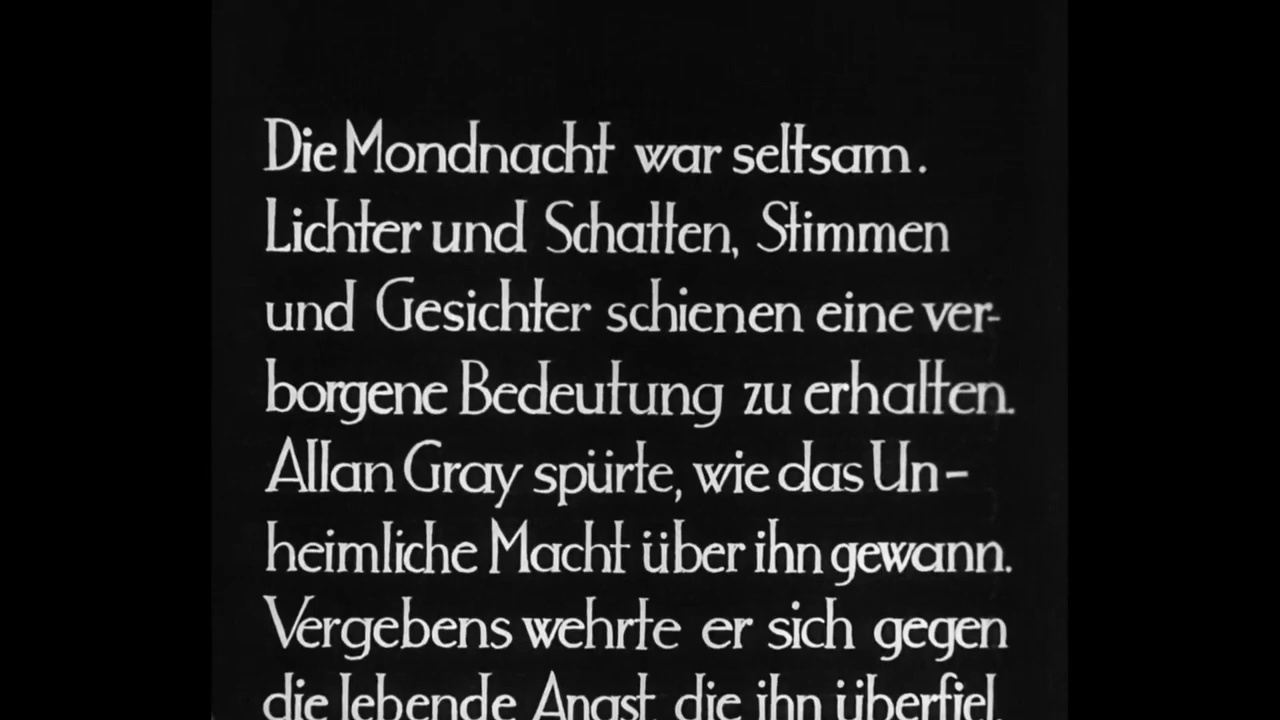 Die Mondnacht war seltsam.
Lichter und Schatten, Stimmen
und Gesichter schienen eine ver-
borgene Bedeutung zu erhalten.
Allan Gray spürte, wie das Un-
heimliche Macht über ihn gewann.
Vergebens wehrte er sich gegen
die lebende Angst, die ihn überfiel,